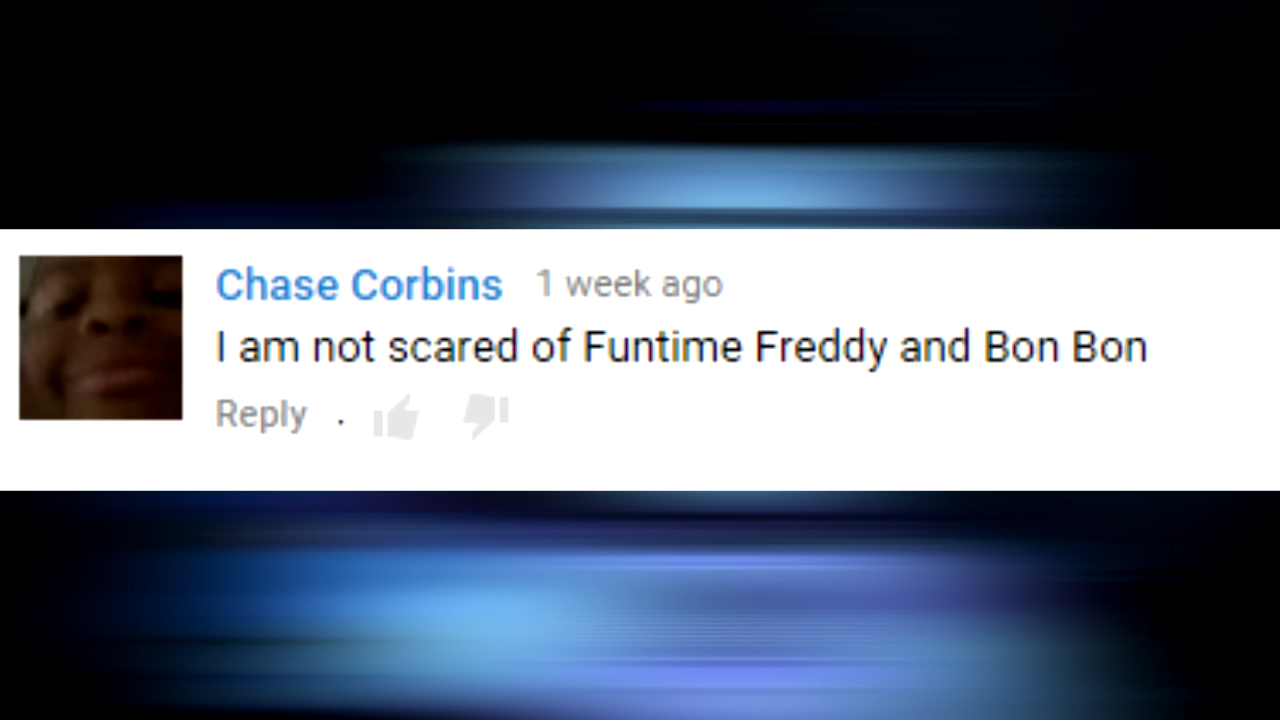 Chase Corbins 1 week ago
I am not scared of Funtime Freddy and Bon Bon
Reply .